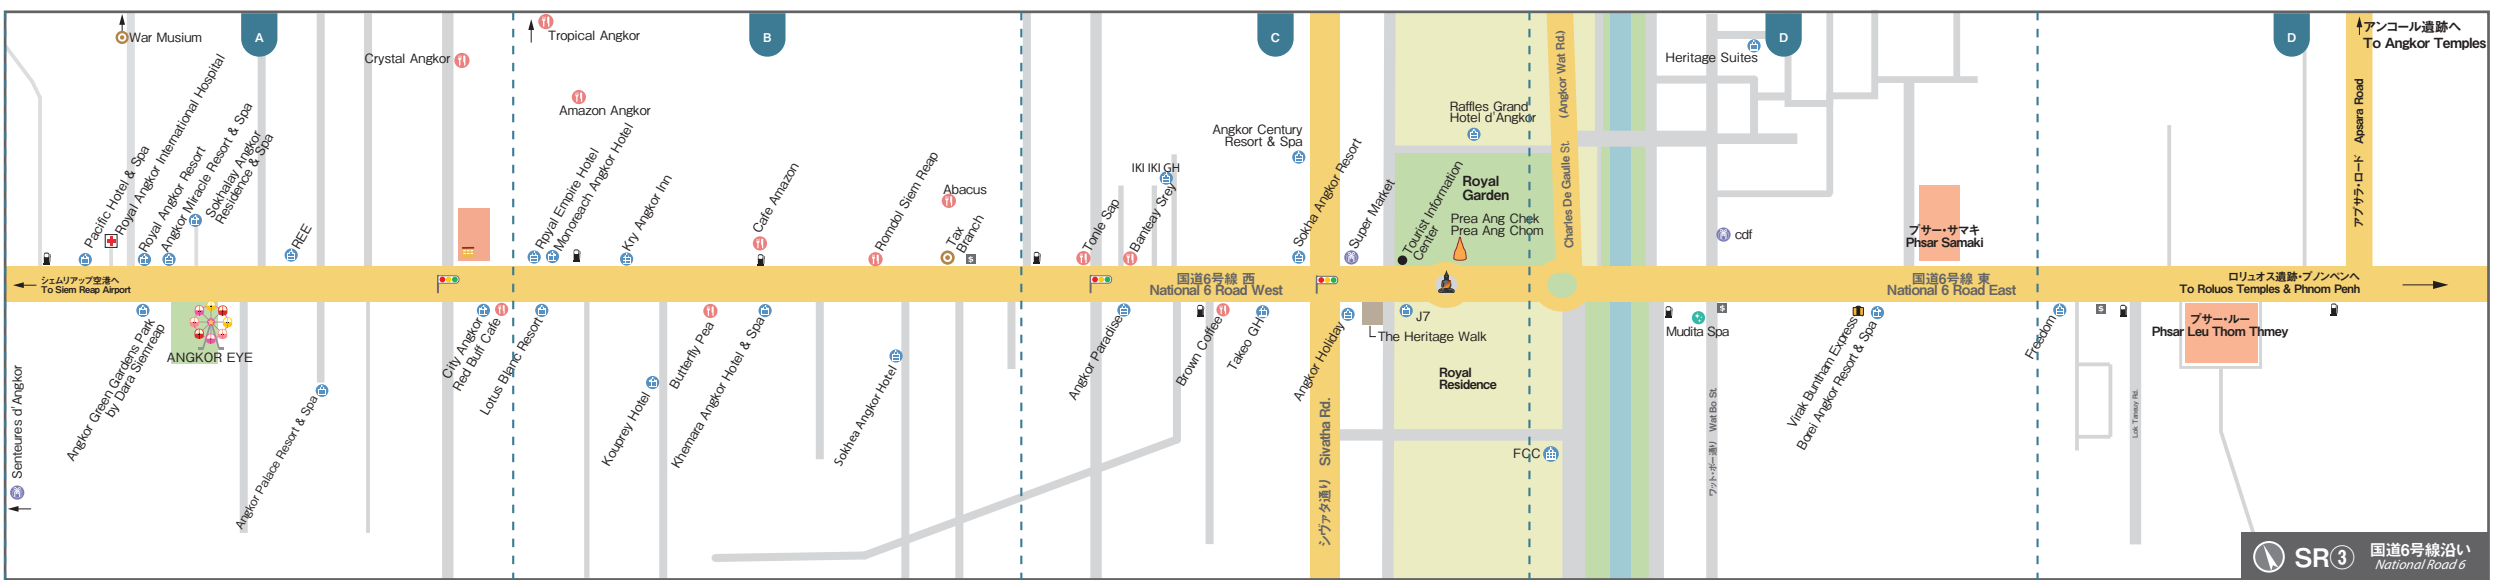 War Musium
A
Tropical Angkor
B
C
D
D
アンコール遺跡へ
To Angkor Temples
Crystal Angkor
Amazon Angkor
Heritage Suites
Raffles Grand
Hotel d'Angkor
Angkor Century
Resort & Spa
Pacific Hotel & Spa
Royal Angkor International Hospital
Royal Angkor Resort
Angkor Miracle Resort & Spa
Sokhalay Angkor
Residence & Spa
REE
Rpyal Empire Hotel
Monoreach Angkor Hotel
Kry Angkor Inn
Cafe Amazon
Romdol Siem Reap
Abacus
Tax
Branch
Tonle Sap
IKI IKI GH
Banteay Srey
Sokha Angkor Resort
Super Market
Tourist Information
Center
Royal
Garden
Prea Ang Chek
Prea Ang Chom
Charles De Gaulle St.
(Angkor Wat Rd.)
cdf
プサー・サマキ
Phsar Samaki
アプサラ・ロード Apsara Road
シェムリアップ空港へ
To Siem Reap Airport
国道6号線 西
National 6 Road West
国道6号線 東
National 6 Road East
ロリュオス遺跡・プノンペンへ
To Roluos Temples & Phnom Penh
Senteures d'Angkor
Angkor Green Gardens Park
by Dara Siemreap
ANGKOR EYE
Angkor Palace Resort & Spa
City Angkor
Red Buff Cafe
Lotus Blanc Resort
Kouprey Hotel
Butterfly Pea
Khemara Angkor Hotel & Spa
Sokhea Angkor Hotel
Angkor Paradise
Brown Coffee
Takeo GH
Angkor Holiday
シヴァタ通り Sivatha Rd.
The Heritage Walk
J7
Royal
Residence
FCC
Mudita Spa
ワット・ボー通り Wat Bo St.
Virak Buntham Express
Borei Angkor Resort & Spa
Freedom
Lok Taneuy Rd.
プサー・ルー
Phsar Leu Thom Thmey
SR③
国道6号線沿い
National Road 6